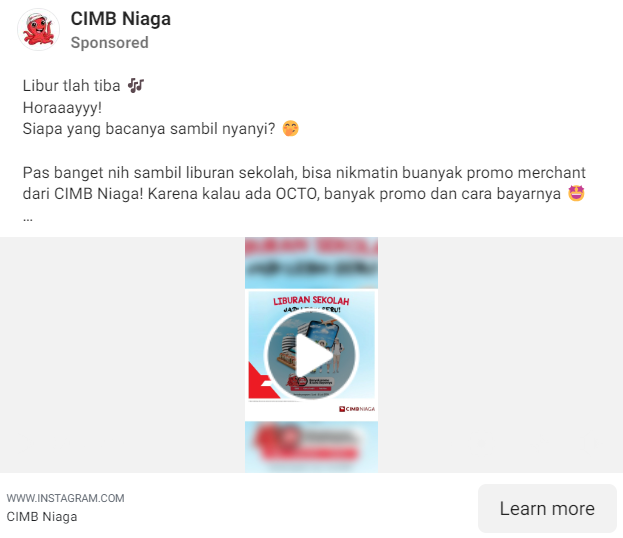 CIMB Niaga
Sponsored
Libur tlah tiba 🎶
Horaaayyy!
Siapa yang bacanya sambil nyanyi? 🤭
Pas banget nih sambil liburan sekolah, bisa nikmatin buanyak promo merchant
dari CIMB Niaga! Karena kalau ada OCTO, banyak promo dan cara bayarnya 🤩
...
LIBURAN SEKOLAH
CIMB NIAGA
WWW.INSTAGRAM.COM
CIMB Niaga
Learn more